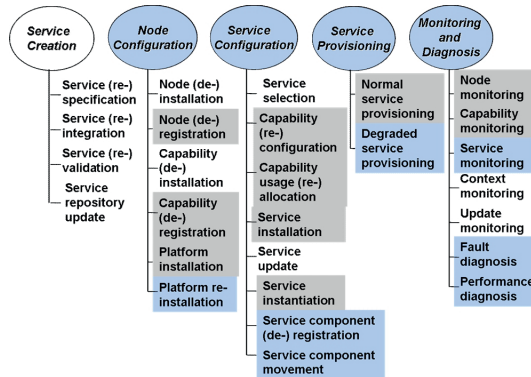 Service
Creation
Node
Configuration
Service
Configuration
Service
Provisioning
Monitoring
and
Diagnosis
Service (re-)
specification
Service (re-)
integration
Service (re-)
validation
Service
repository
update
Node (de-)
installation
Node (de-)
registration
Capability
(de-)
installation
Capability
(de-)
registration
Platform
installation
Platform re-
installation
Service
selection
Capability
(re-)
configuration
Capability
usage (re-)
allocation
Service
installation
Service
update
Service
instantiation
Service component
(de-) registration
Service component
movement
Normal
service
provisioning
Degraded
service
provisioning
Node
monitoring
Capability
monitoring
Service
monitoring
Context
monitoring
Update
monitoring
Fault
diagnosis
Performance
diagnosis